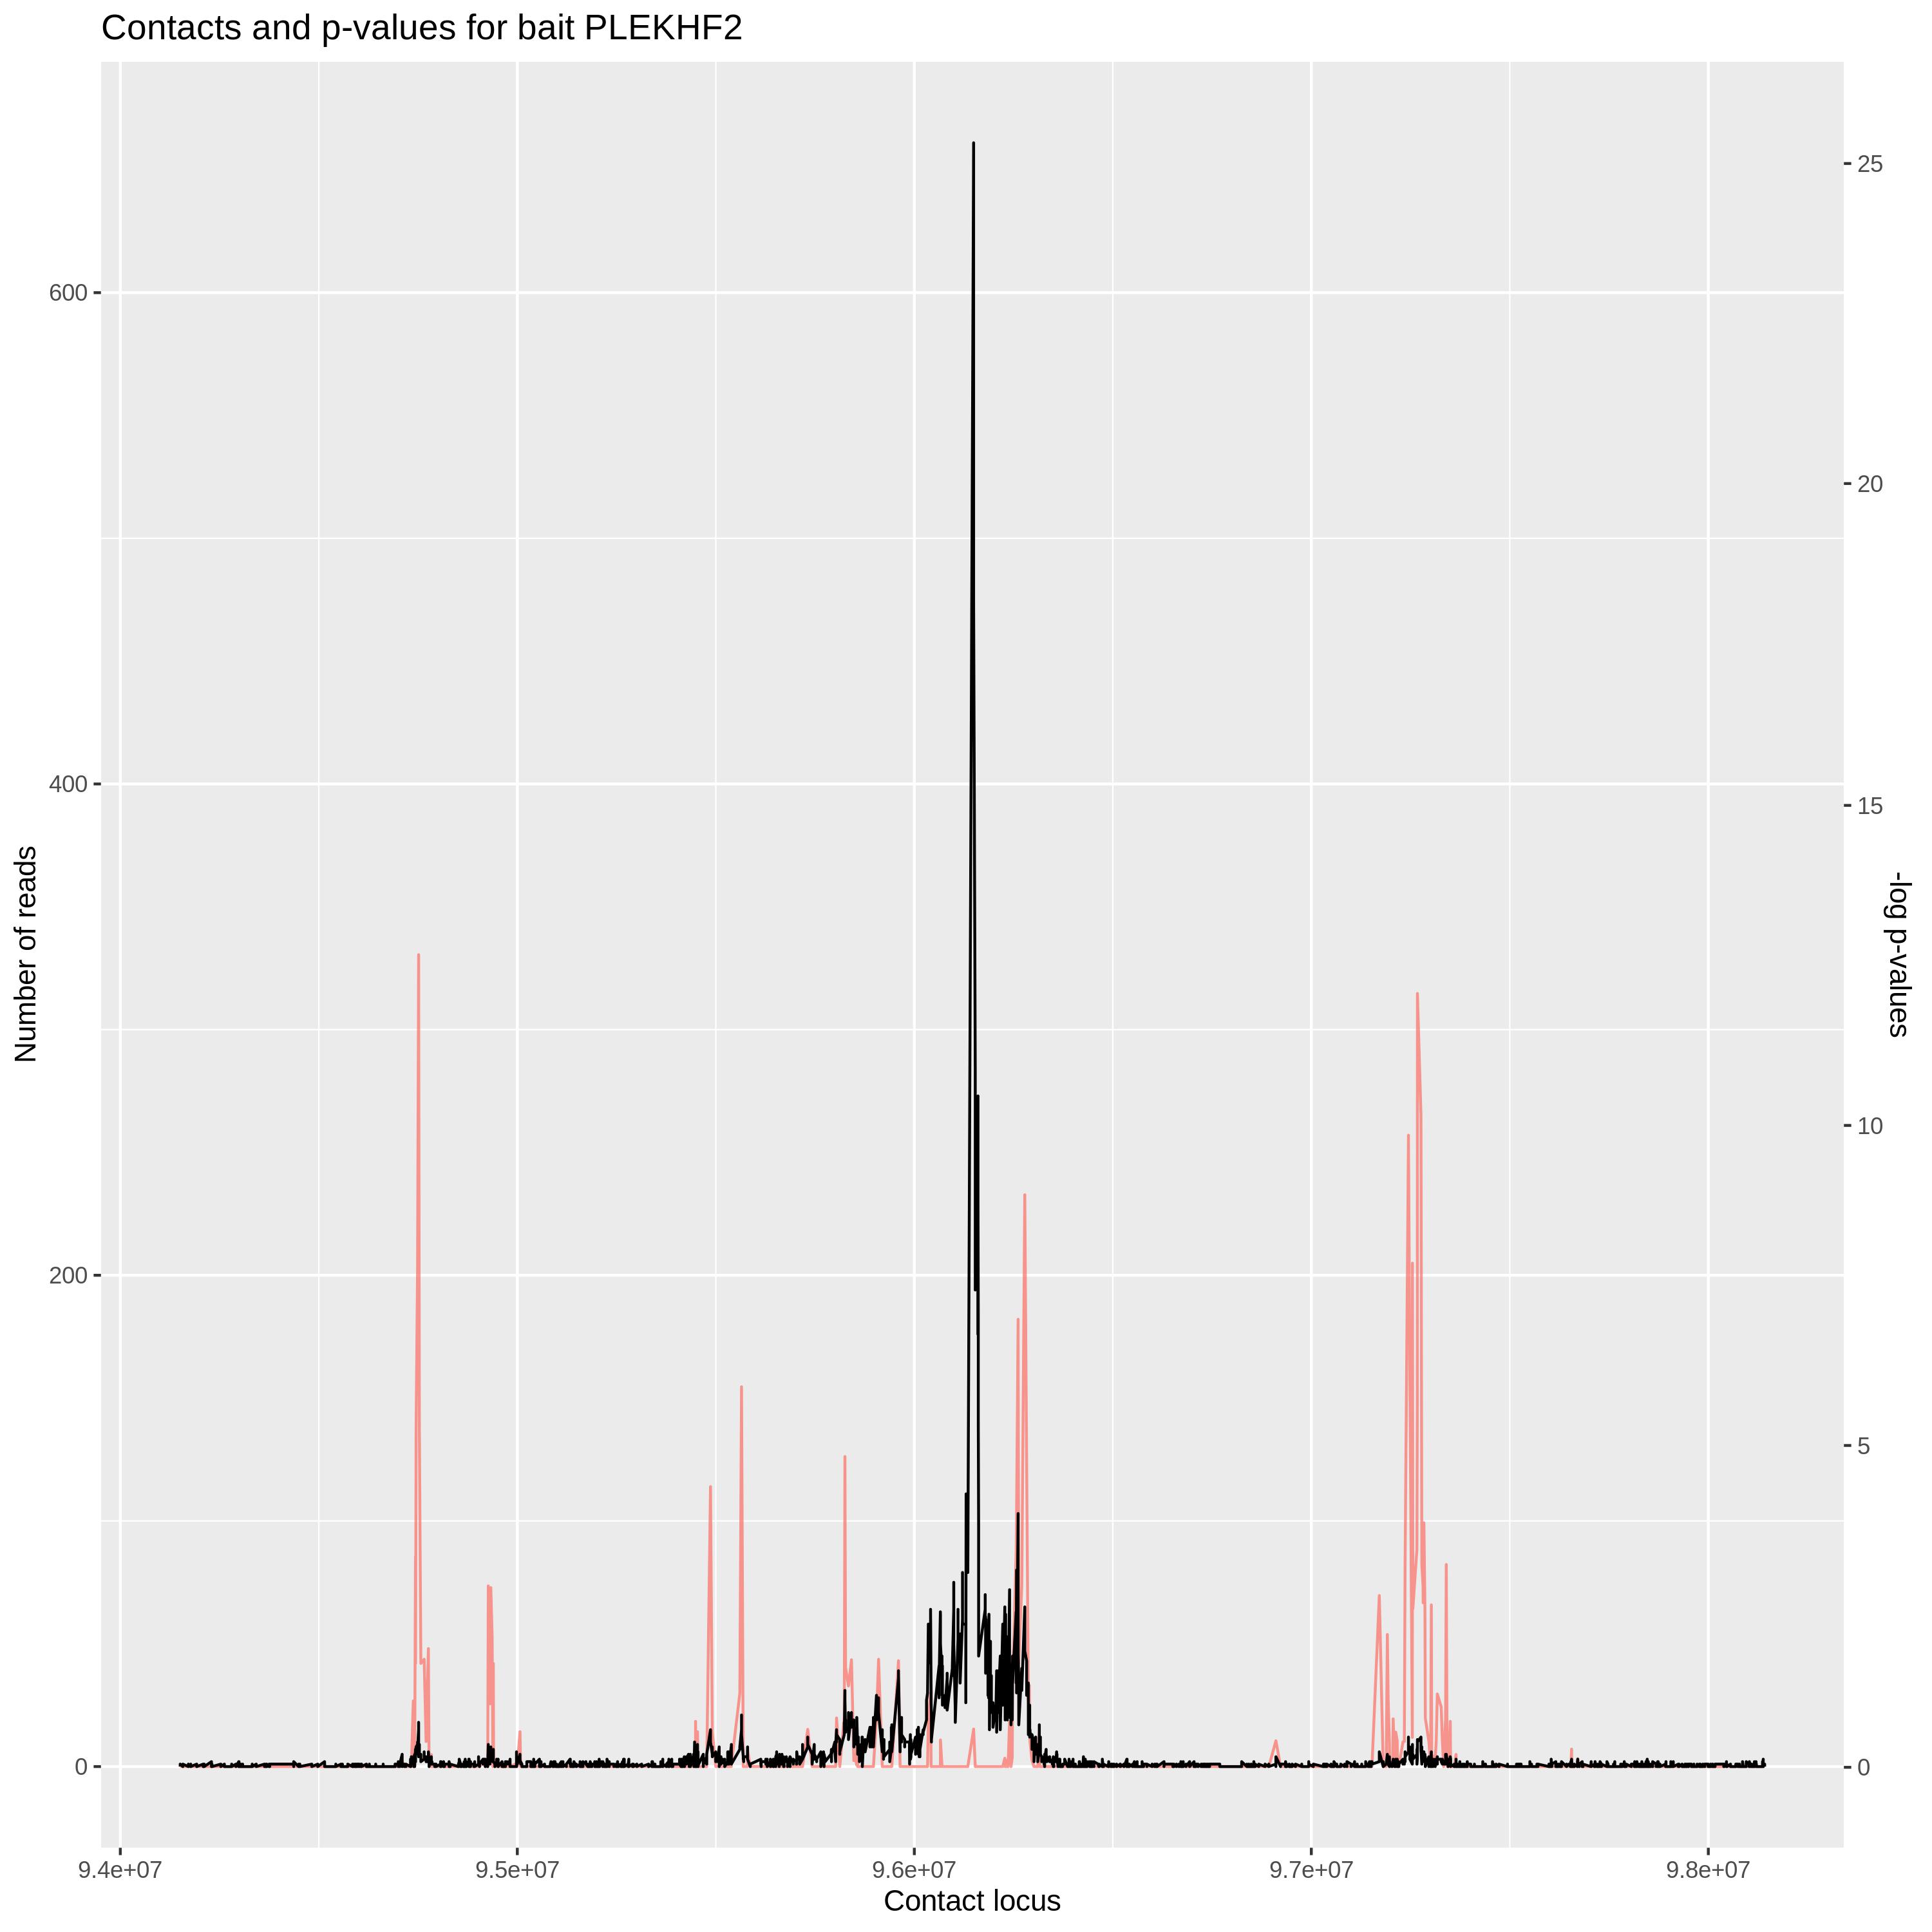 Contacts and p-values for bait PLEKHF2
Number of reads
600
400
200
0
25
20
15
10
5
0
-log p-values
9.4e+07 9.5e+07 9.6e+07 9.7e+07 9.8e+07
Contact locus